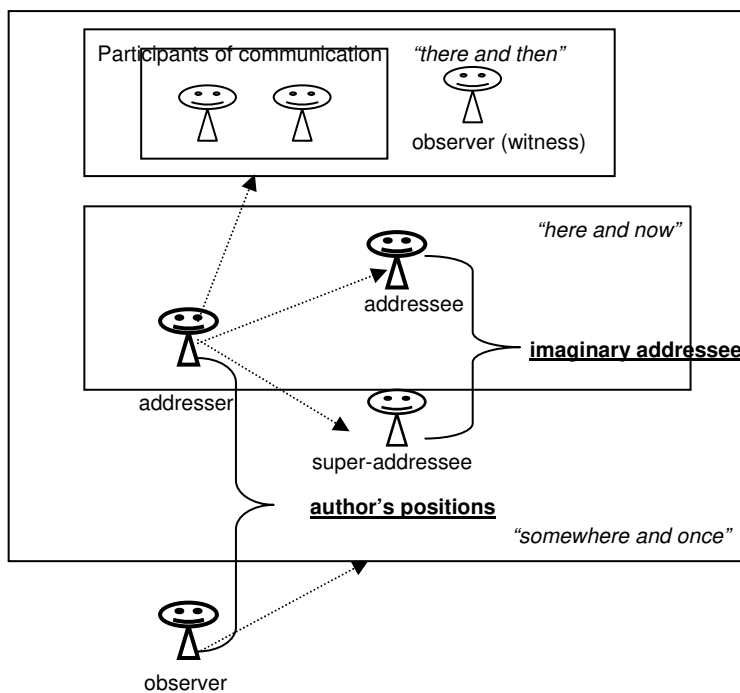 Participants of communication “there and then”
observer (witness)
“here and now”
addressee
imaginary addressee
addresser
super-addressee
author’s positions
“somewhere and once”
observer